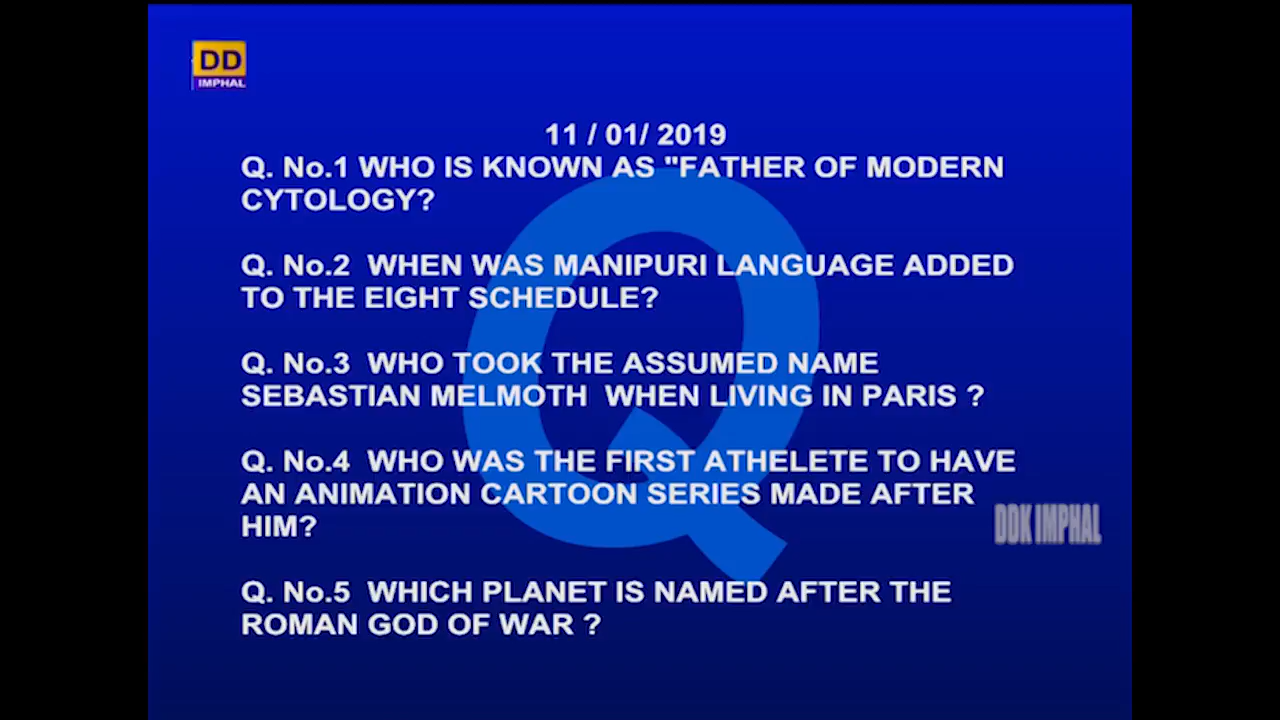 DD
IMPHAL
11 / 01/ 2019
Q. No.1 WHO IS KNOWN AS "FATHER OF MODERN
CYTOLOGY?
Q. No.2  WHEN WAS MANIPURI LANGUAGE ADDED
TO THE EIGHT SCHEDULE?
Q. No.3  WHO TOOK THE ASSUMED NAME
SEBASTIAN MELMOTH  WHEN LIVING IN PARIS ?
Q. No.4  WHO WAS THE FIRST ATHELETE TO HAVE
AN ANIMATION CARTOON SERIES MADE AFTER
HIM?
DDK IMPHAL
Q. No.5  WHICH PLANET IS NAMED AFTER THE
ROMAN GOD OF WAR ?
Q